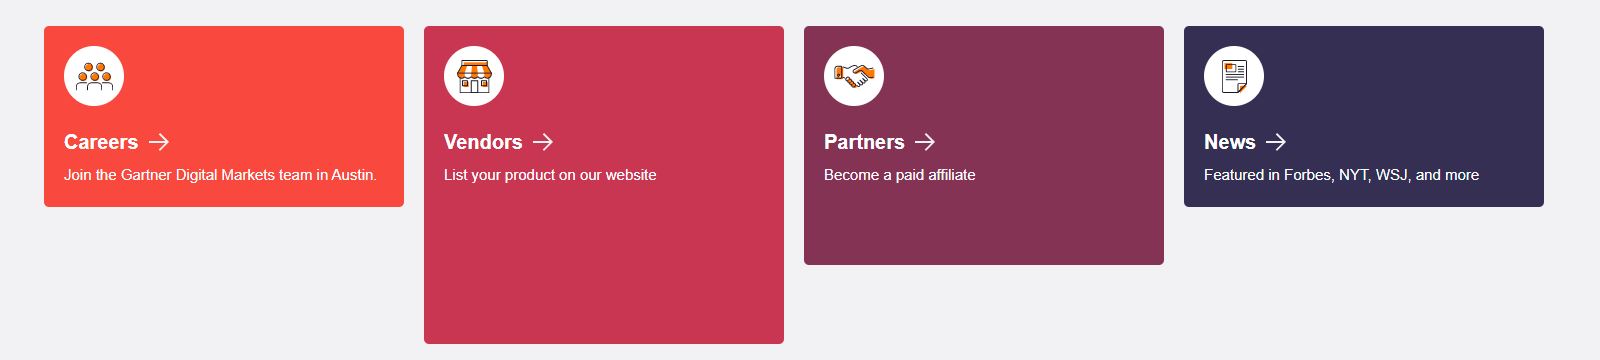 Careers →
Join the Gartner Digital Markets team in Austin.
Vendors →
List your product on our website
Partners →
Become a paid affiliate
News →
Featured in Forbes, NYT, WSJ, and more